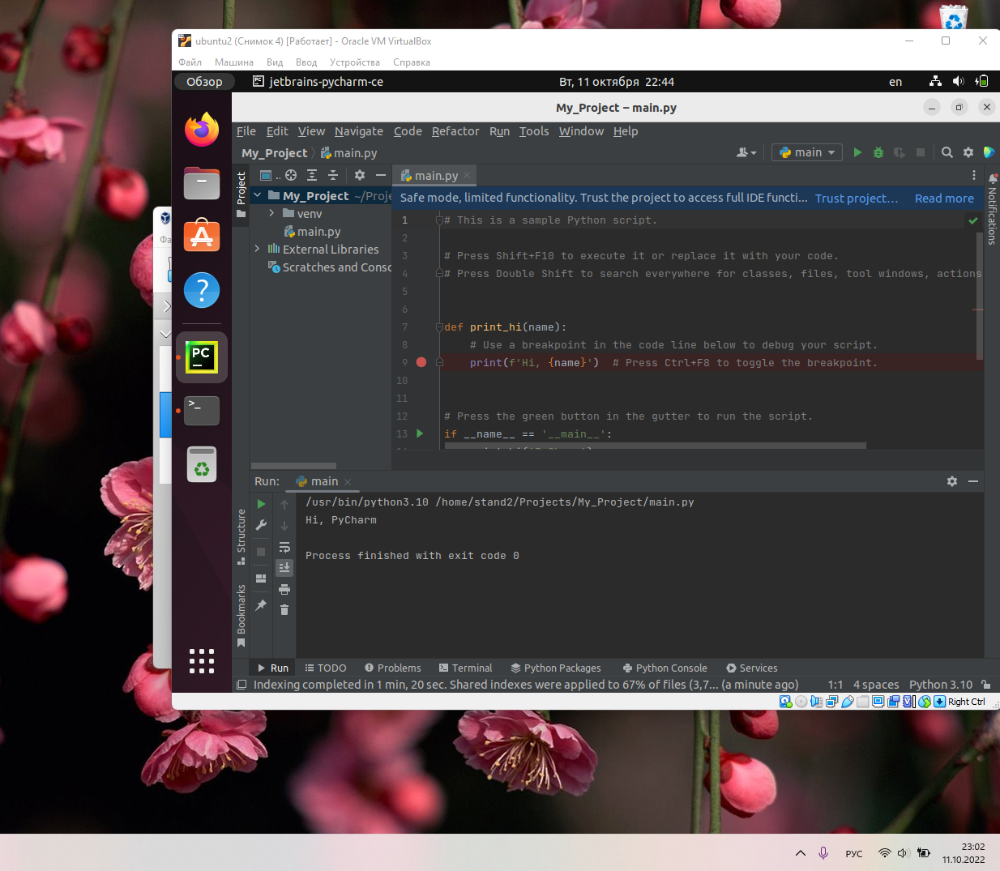 ubuntu2 (Снимок 4) [Работает] - Oracle VM VirtualBox
Файл Машина Вид Ввод Устройства Справка
Обзор jetbrains-pycharm-ce Вт, 11 октября 22:44 en
My_Project – main.py
File Edit View Navigate Code Refactor Run Tools Window Help
My_Project main.py main
Project
.. main.py
My_Project ~/Proje
Safe mode, limited functionality. Trust the project to access full IDE functi... Trust project... Read more
venv
main.py
External Libraries
Scratches and Consc
Notifications
1 # This is a sample Python script.
2
3 # Press Shift+F10 to execute it or replace it with your code.
4 # Press Double Shift to search everywhere for classes, files, tool windows, actions
5
6
7 def print_hi(name):
8 # Use a breakpoint in the code line below to debug your script.
9 print(f'Hi, {name}') # Press Ctrl+F8 to toggle the breakpoint.
10
11
12 # Press the green button in the gutter to run the script.
13 if __name__ == '__main__':
Run: main
/usr/bin/python3.10 /home/stand2/Projects/My_Project/main.py
Hi, PyCharm
Process finished with exit code 0
Structure
Bookmarks
Run TODO Problems Terminal Python Packages Python Console Services
Indexing completed in 1 min, 20 sec. Shared indexes were applied to 67% of files (3,7... (a minute ago) 1:1 4 spaces Python 3.10
Right Ctrl
Фа
PC
РУС 23:02
11.10.2022